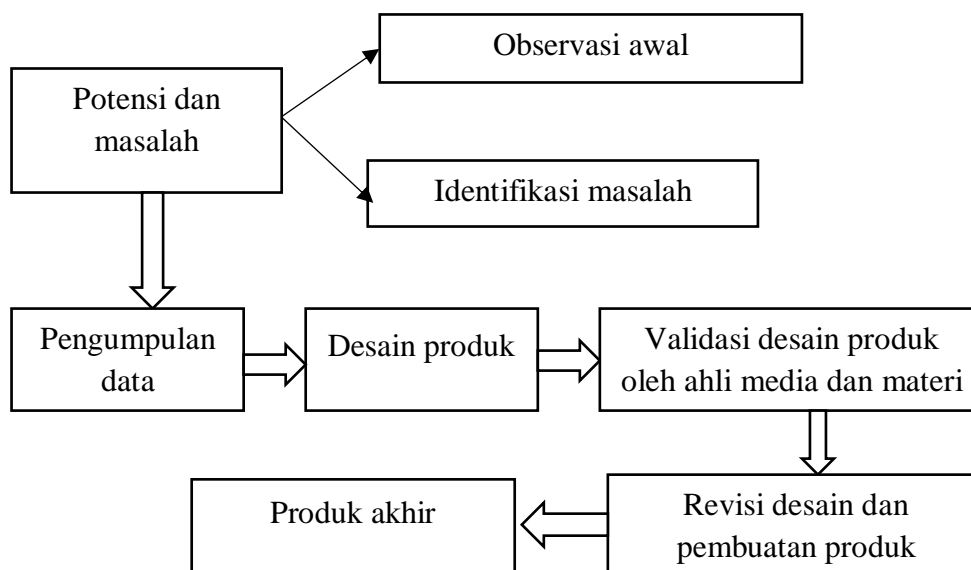 Observasi awal
Potensi dan
masalah
Identifikasi masalah
Pengumpulan
data
Desain produk
Validasi desain produk
oleh ahli media dan materi
Revisi desain dan
pembuatan produk
Produk akhir